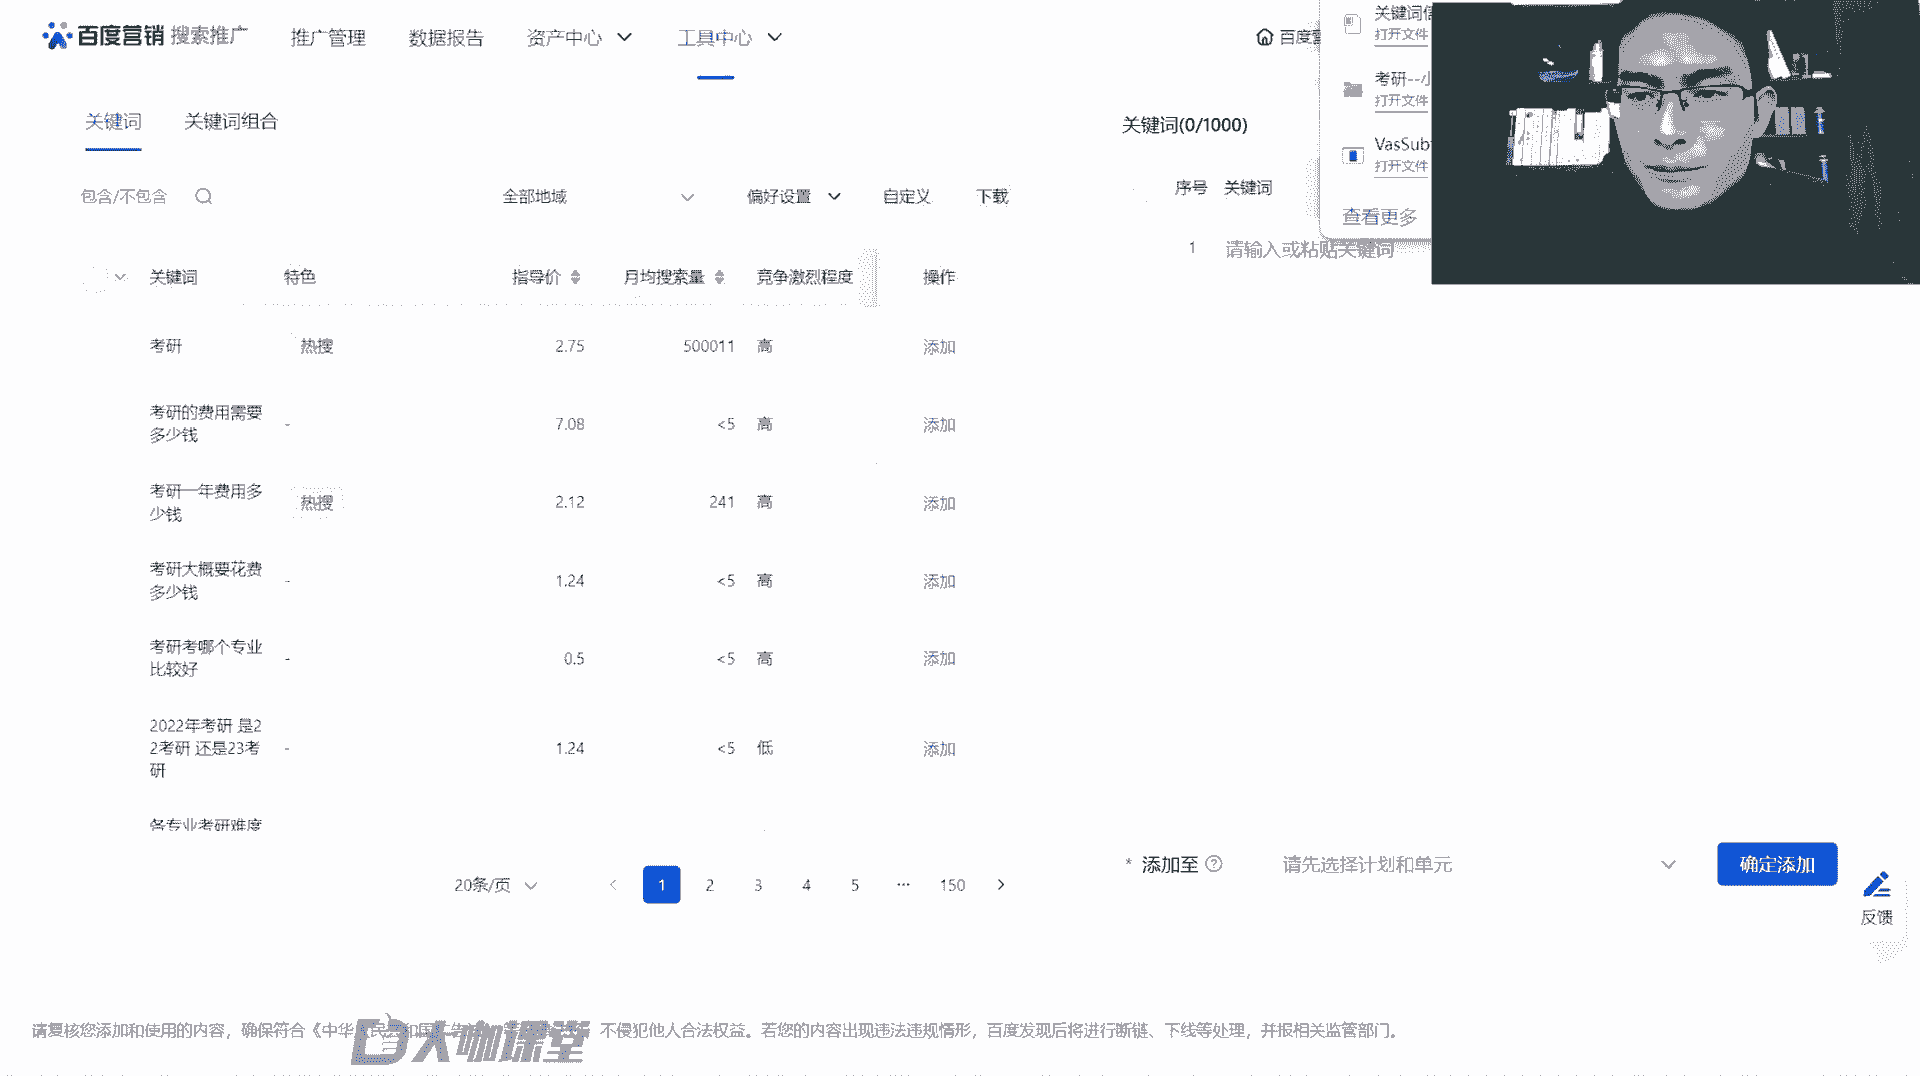 百度营销 搜索推广
推广管理
数据报告
资产中心
工具中心
关键词
关键词组合
包含/不包含
全部地域
偏好设置
自定义
下载
关键词 特色 指导价 月均搜索量 竞争激烈程度 操作
考研 热搜 2.75 500011 高 添加
考研的费用需要
多少钱
- 7.08 <5 高 添加
考研一年费用多
少钱
热搜 2.12 241 高 添加
考研大概要花费
多少钱
- 1.24 <5 高 添加
考研考哪个专业
比较好
- 0.5 <5 高 添加
2022年考研 是2
2考研 还是23考
研
- 1.24 <5 低 添加
各专业考研难度
20条/页 1 2 3 4 5 ... 150
关键词(0/1000)
序号 关键词
1 请输入或粘贴关键词
百度营
打开文件
考研--小
打开文件
VasSub
打开文件
查看更多
* 添加至 请先选择计划和单元
确定添加
反馈
请复核您添加和使用的内容，确保符合《中华
不侵犯他人合法权益。若您的内容出现违法违规情形，百度发现后将进行断链、下线等处理，并报相关监管部门。
大咖课堂